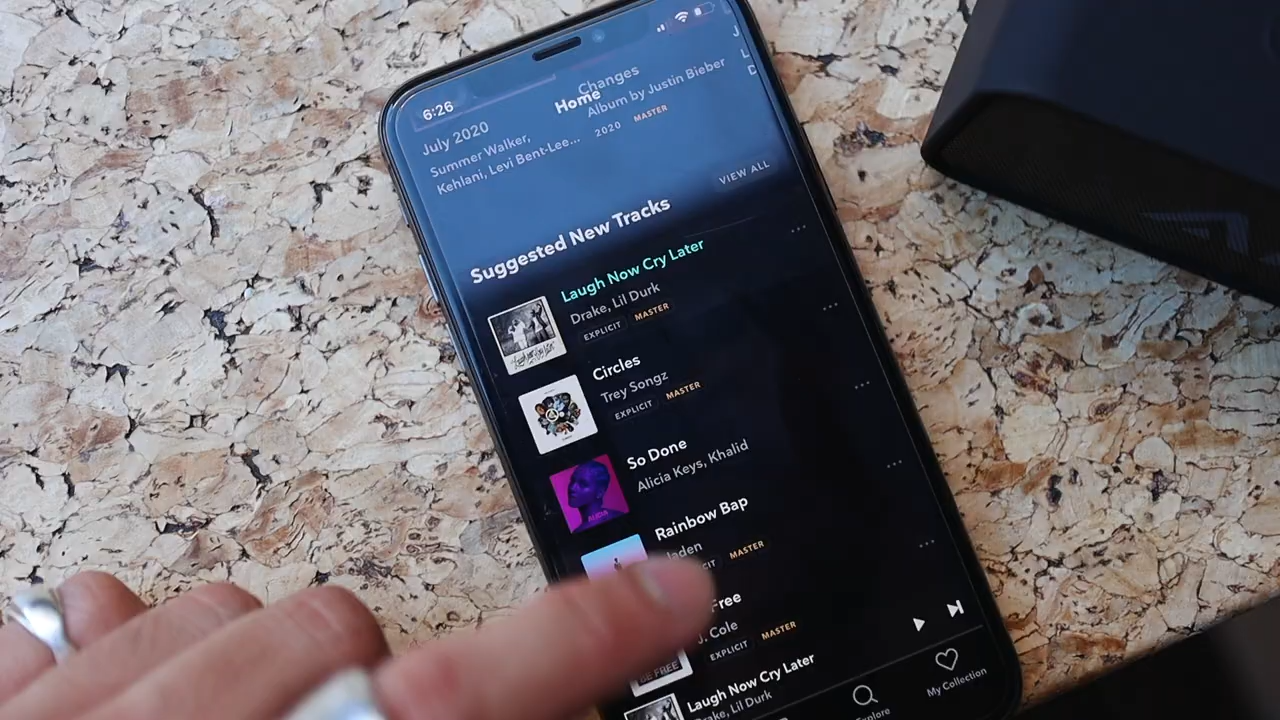 6:26
Home
Changes
Album by Justin Bieber
2020 MASTER
July 2020
Summer Walker,
Kehlani, Levi Bent-Lee...
VIEW ALL
Suggested New Tracks
Laugh Now Cry Later
Drake, Lil Durk
EXPLICIT MASTER
Circles
Trey Songz
EXPLICIT MASTER
So Done
Alicia Keys, Khalid
Rainbow Bap
Jaden
MASTER
Free
J. Cole
EXPLICIT MASTER
BE FREE
Laugh Now Cry Later
Drake, Lil Durk
My Collection